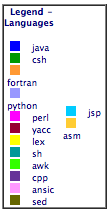 Legend -
Languages
java
csh
fortran
python
perl
jsp
yacc
asm
lex
sh
awk
cpp
ansic
sed